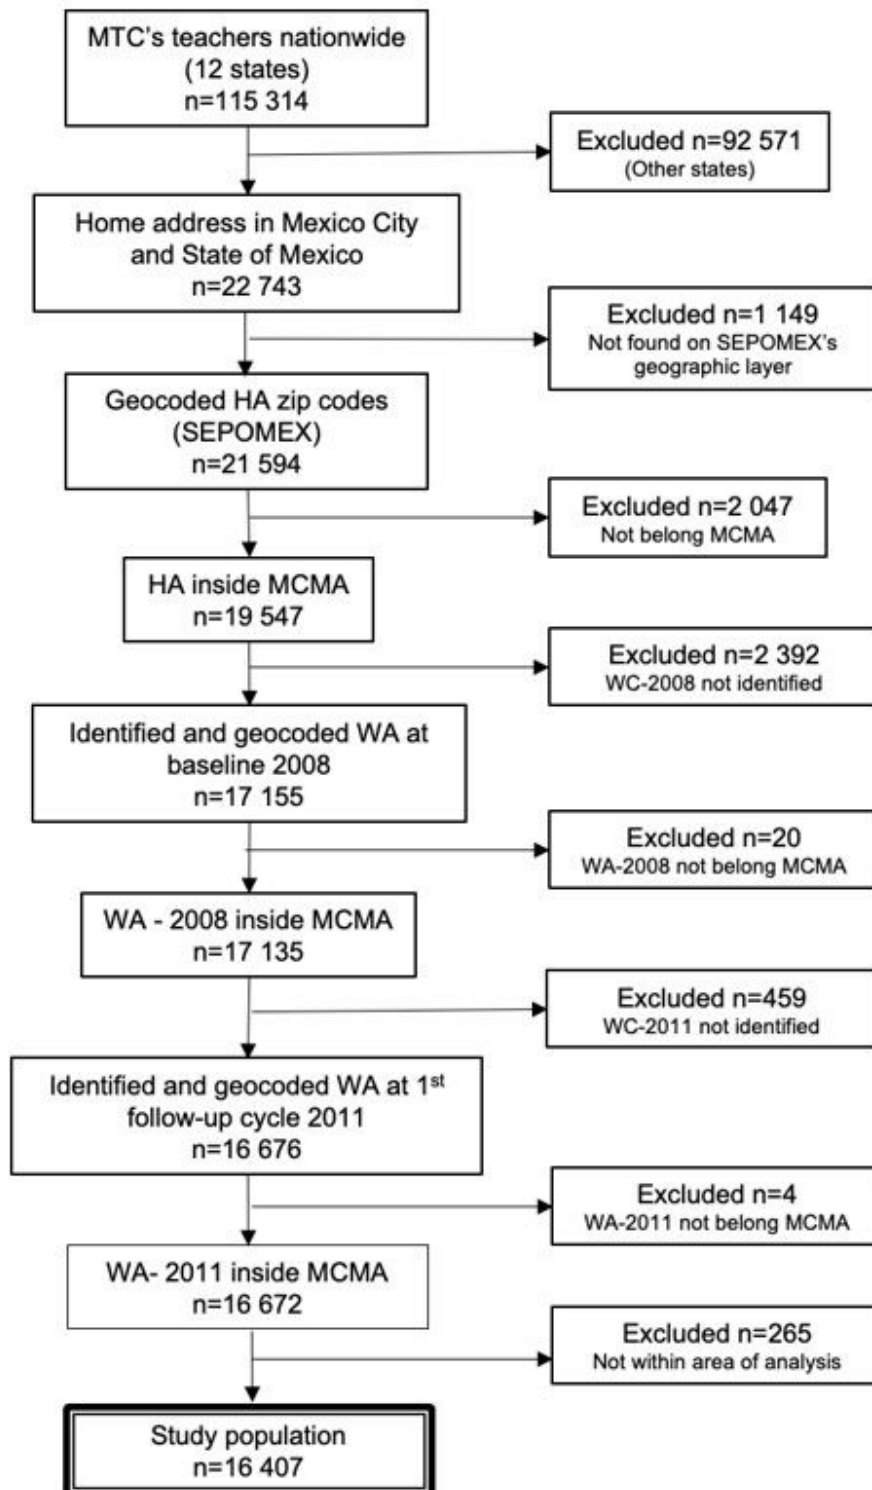 MTC's teachers nationwide
(12 states)
n=115 314
Excluded n=92 571
(Other states)
Home address in Mexico City
and State of Mexico
n=22 743
Excluded n=1 149
Not found on SEPOMEX's
geographic layer
Geocoded HA zip codes
(SEPOMEX)
n=21 594
Excluded n=2 047
Not belong MCMA
HA inside MCMA
n=19 547
Excluded n=2 392
WC-2008 not identified
Identified and geocoded WA at
baseline 2008
n=17 155
Excluded n=20
WA-2008 not belong MCMA
WA - 2008 inside MCMA
n=17 135
Excluded n=459
WC-2011 not identified
Identified and geocoded WA at 1st
follow-up cycle 2011
n=16 676
Excluded n=4
WA-2011 not belong MCMA
WA- 2011 inside MCMA
n=16 672
Excluded n=265
Not within area of analysis
Study population
n=16 407